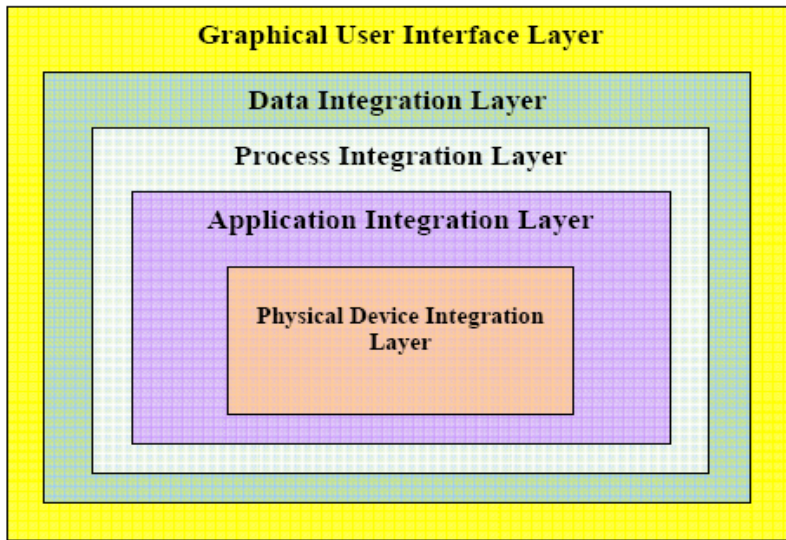 Graphical User Interface Layer
Data Integration Layer
Process Integration Layer
Application Integration Layer
Physical Device Integration
Layer